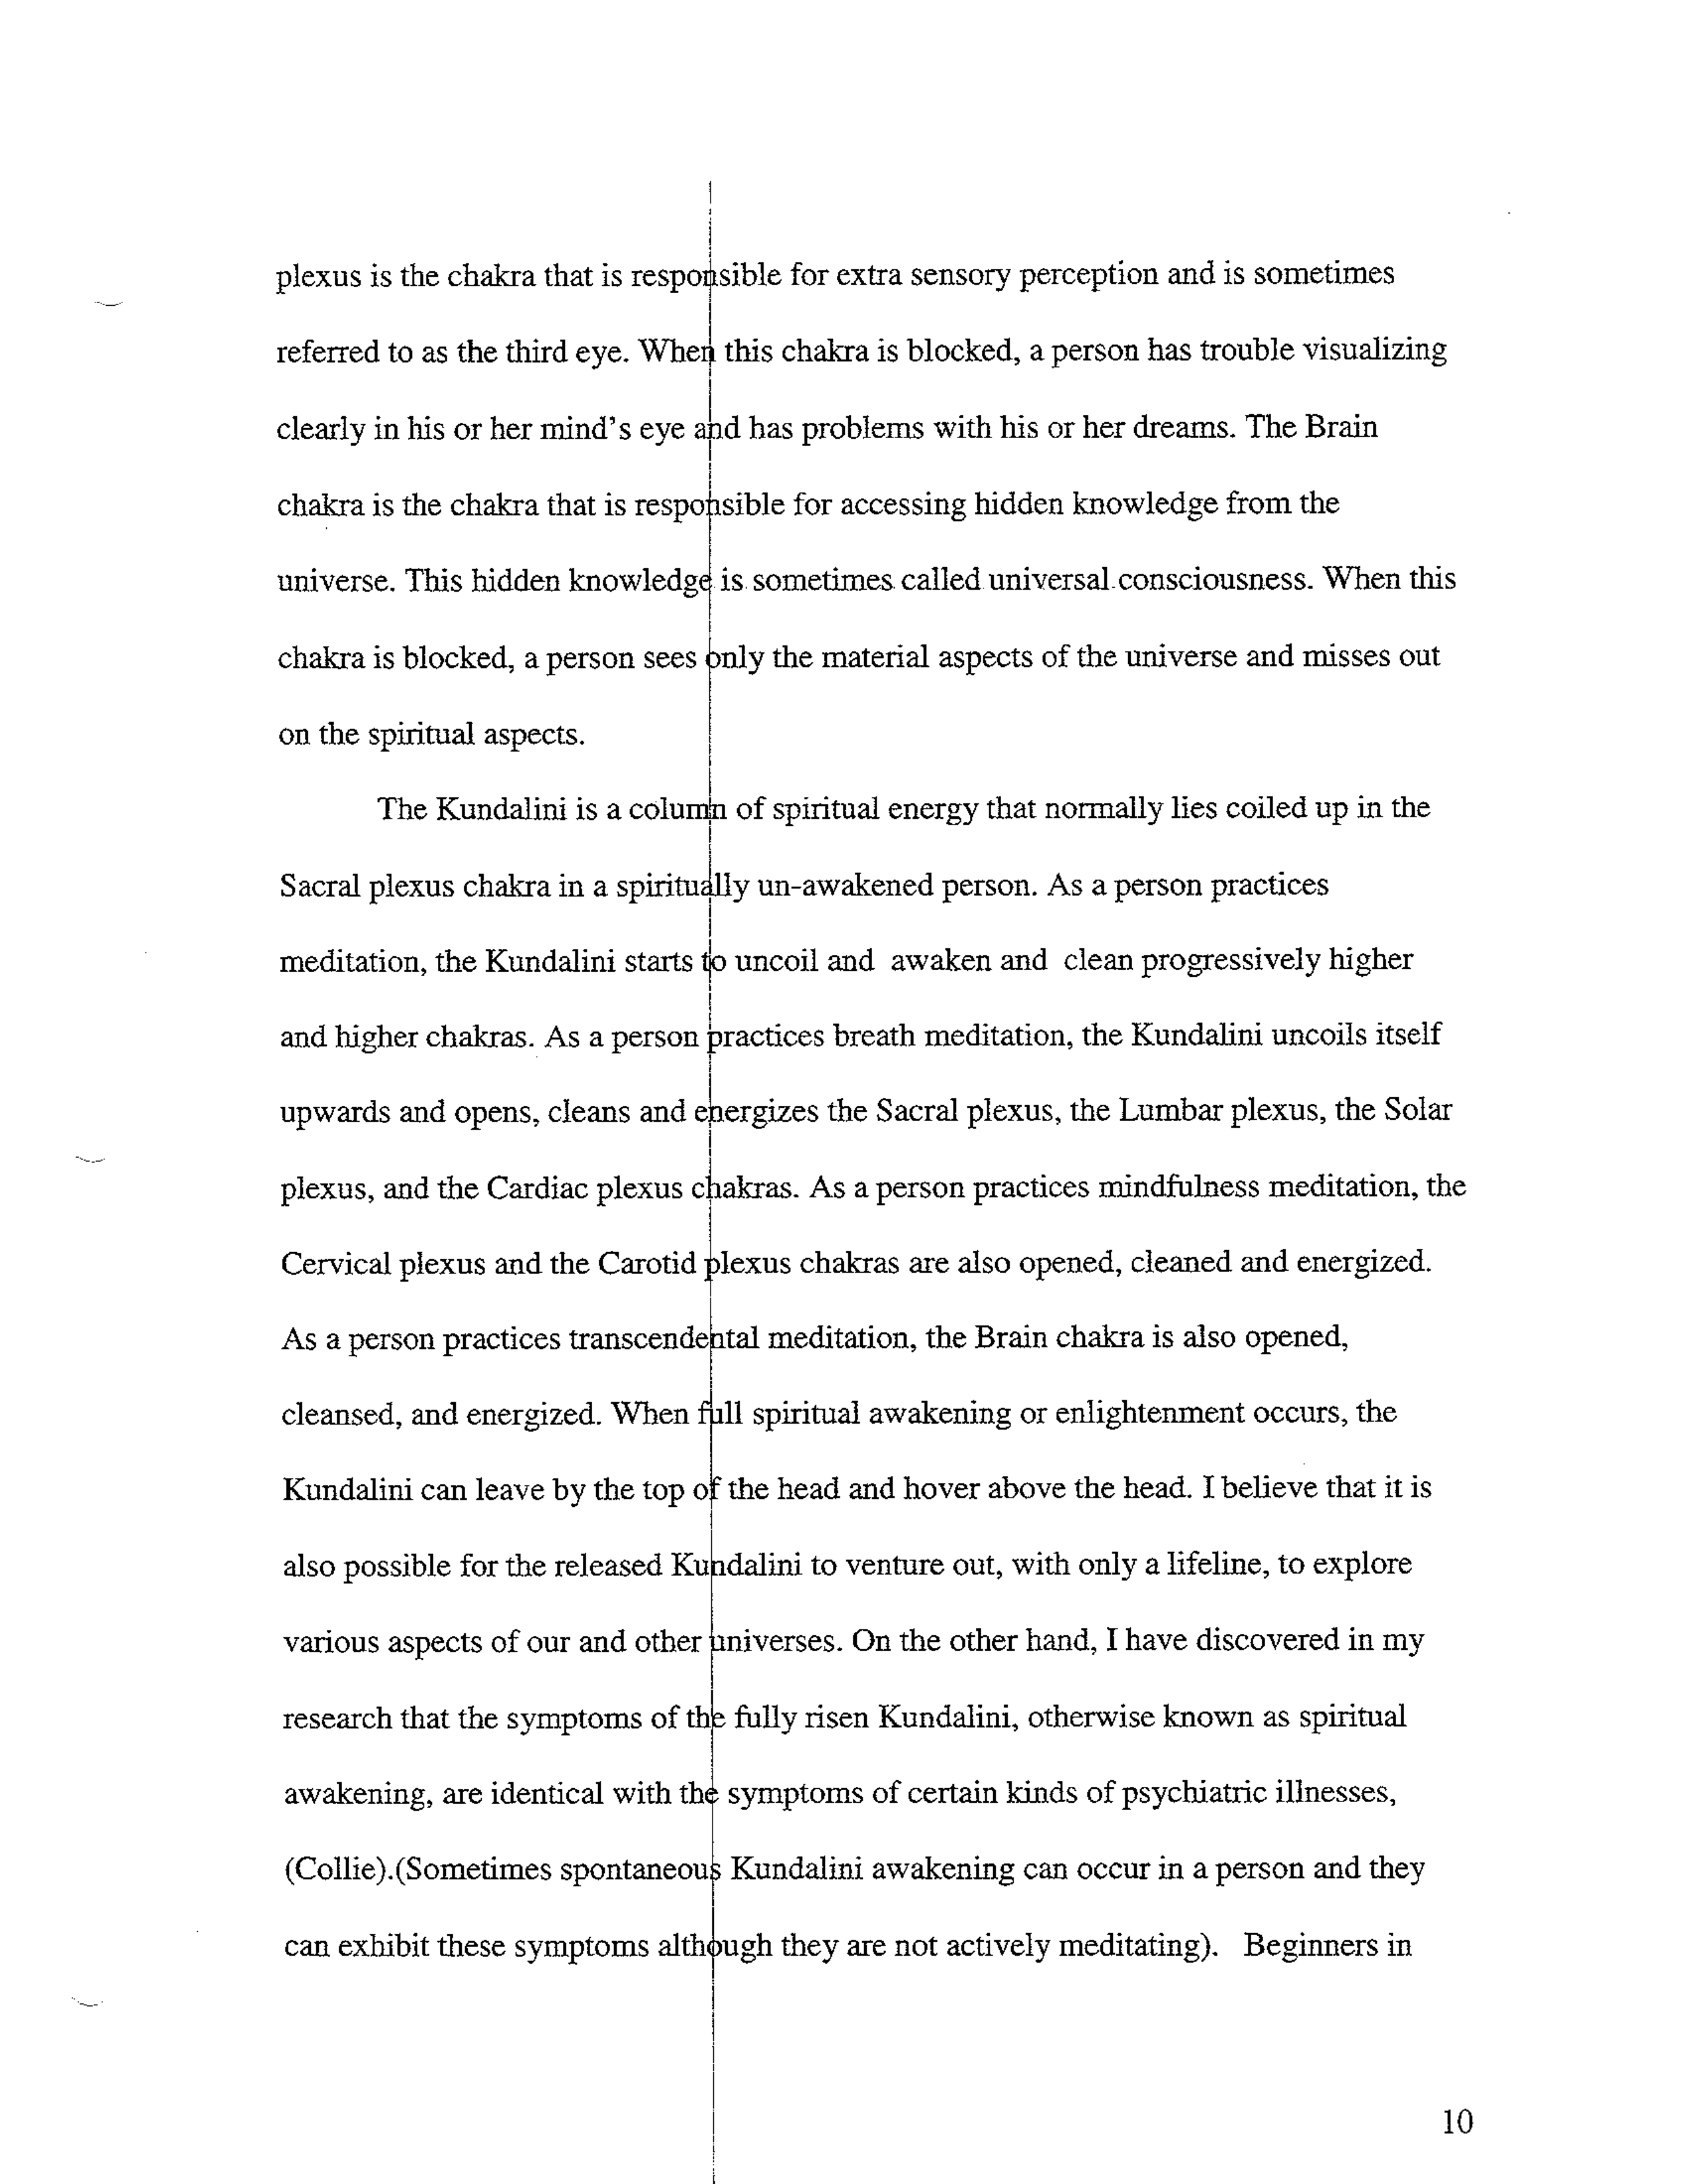 plexus is the chakra that is responsible for extra sensory perception and is sometimes
referred to as the third eye. When this chakra is blocked, a person has trouble visualizing
clearly in his or her mind's eye and has problems with his or her dreams. The Brain
chakra is the chakra that is responsible for accessing hidden knowledge from the
universe. This hidden knowledge is sometimes called universal consciousness. When this
chakra is blocked, a person sees only the material aspects of the universe and misses out
on the spiritual aspects.
The Kundalini is a column of spiritual energy that normally lies coiled up in the
Sacral plexus chakra in a spiritually un-awakened person. As a person practices
meditation, the Kundalini starts to uncoil and awaken and clean progressively higher
and higher chakras. As a person practices breath meditation, the Kundalini uncoils itself
upwards and opens, cleans and energizes the Sacral plexus, the Lumbar plexus, the Solar
plexus, and the Cardiac plexus chakras. As a person practices mindfulness meditation, the
Cervical plexus and the Carotid plexus chakras are also opened, cleaned and energized.
As a person practices transcendental meditation, the Brain chakra is also opened,
cleansed, and energized. When full spiritual awakening or enlightenment occurs, the
Kundalini can leave by the top of the head and hover above the head. I believe that it is
also possible for the released Kundalini to venture out, with only a lifeline, to explore
various aspects of our and other universes. On the other hand, I have discovered in my
research that the symptoms of the fully risen Kundalini, otherwise known as spiritual
awakening, are identical with the symptoms of certain kinds of psychiatric illnesses,
(Collie).(Sometimes spontaneous Kundalini awakening can occur in a person and they
can exhibit these symptoms although they are not actively meditating). Beginners in
10